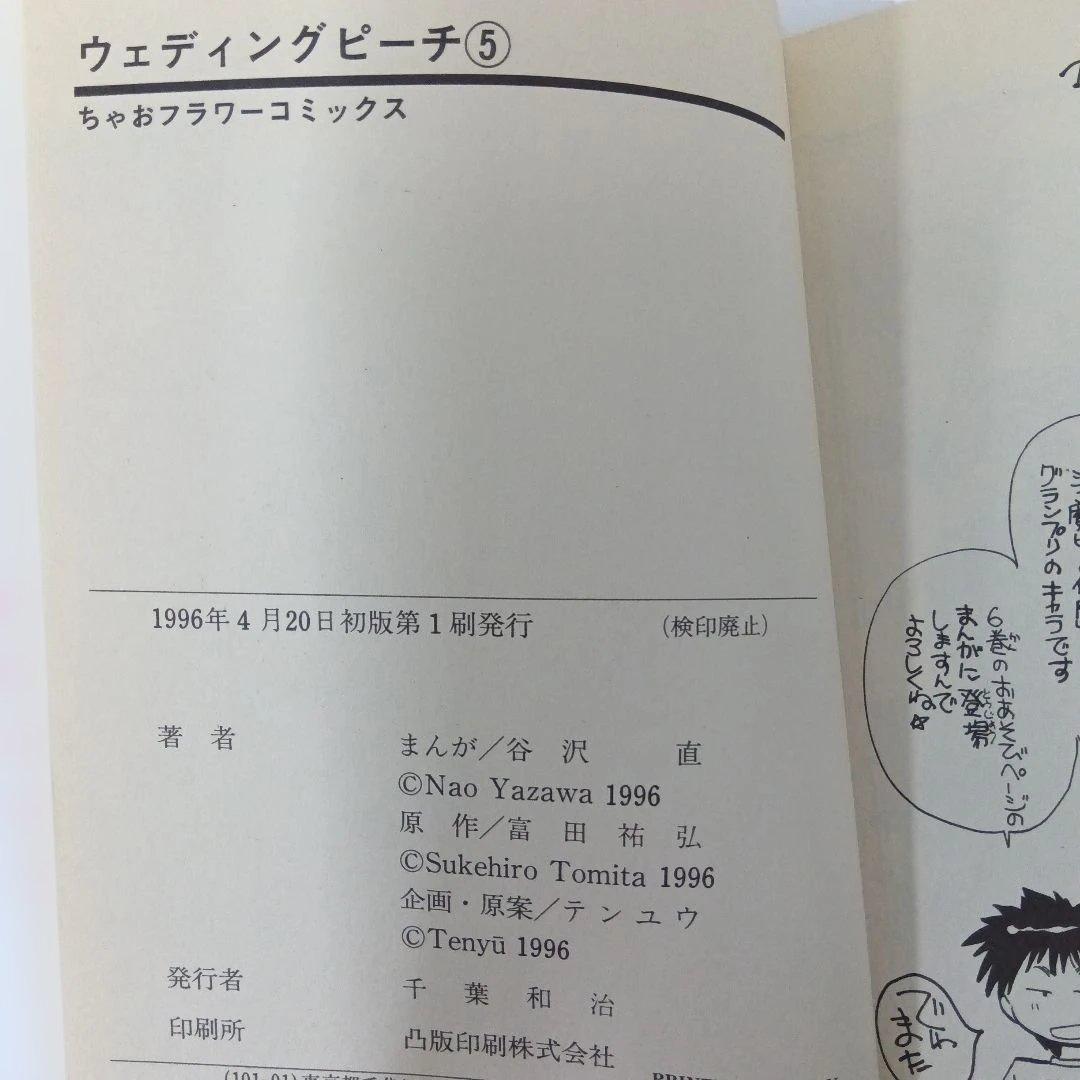 ウェディングピーチ⑤
ちゃおフラワーコミックス
1996年4月20日初版第1刷発行 (検印廃止)
著者 まんが/谷沢 直
©Nao Yazawa 1996
原作/富田祐弘
©Sukehiro Tomita 1996
企画・原案/テンユウ
©Tenyū 1996
発行者 千葉和治
印刷所 凸版印刷株式会社
グランプリのキャラです
6巻のおあそびページの
まんがに登場
しますんで
よろしくね☆